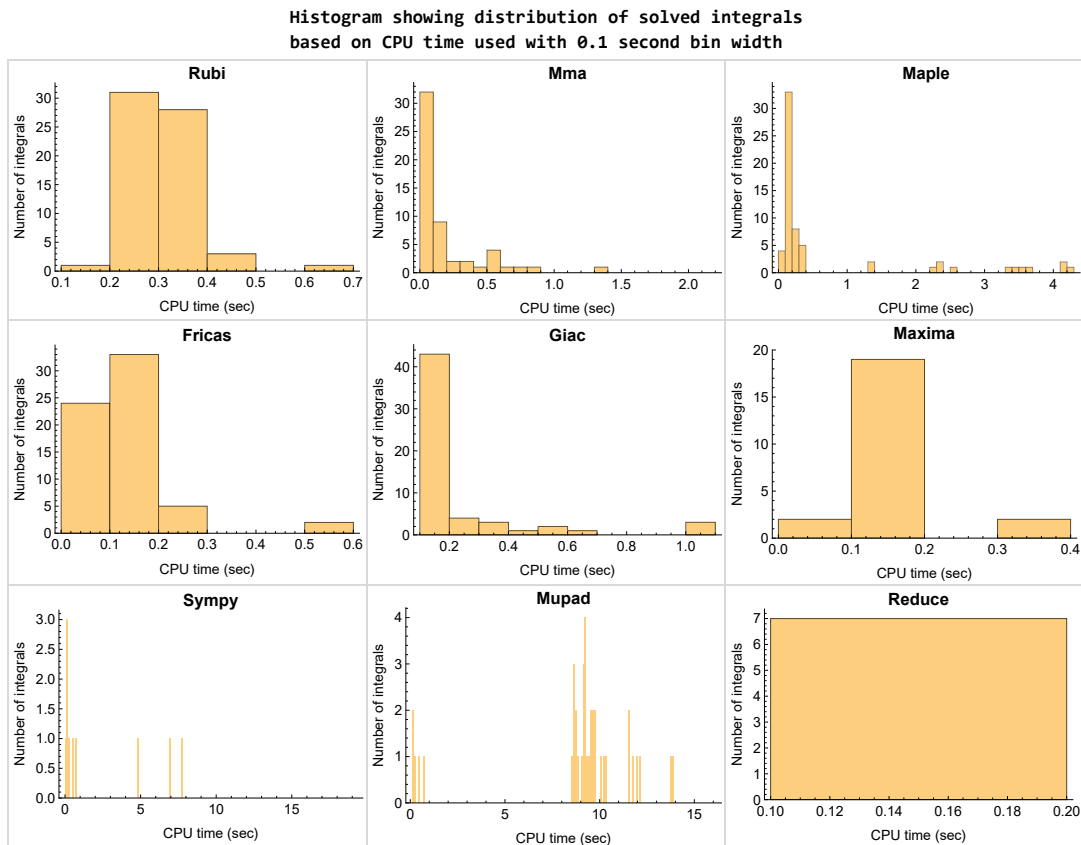 Histogram showing distribution of solved integrals
based on CPU time used with 0.1 second bin width
Rubi
Number of integrals
30
25
20
15
10
5
0
0.1 0.2 0.3 0.4 0.5 0.6 0.7
CPU time (sec)
Mma
Number of integrals
30
25
20
15
10
5
0
0.0 0.5 1.0 1.5 2.0
CPU time (sec)
Maple
Number of integrals
30
25
20
15
10
5
0
0 1 2 3 4
CPU time (sec)
Fricas
Number of integrals
30
25
20
15
10
5
0
0.0 0.1 0.2 0.3 0.4 0.5 0.6
CPU time (sec)
Giac
Number of integrals
40
30
20
10
0
0.2 0.4 0.6 0.8 1.0
CPU time (sec)
Maxima
Number of integrals
20
15
10
5
0
0.0 0.1 0.2 0.3 0.4
CPU time (sec)
Sympy
Number of integrals
3.0
2.5
2.0
1.5
1.0
0.5
0.0
0 5 10 15
CPU time (sec)
Mupad
Number of integrals
4
3
2
1
0
0 5 10 15
CPU time (sec)
Reduce
Number of integrals
7
6
5
4
3
2
1
0
0.10 0.12 0.14 0.16 0.18 0.20
CPU time (sec)